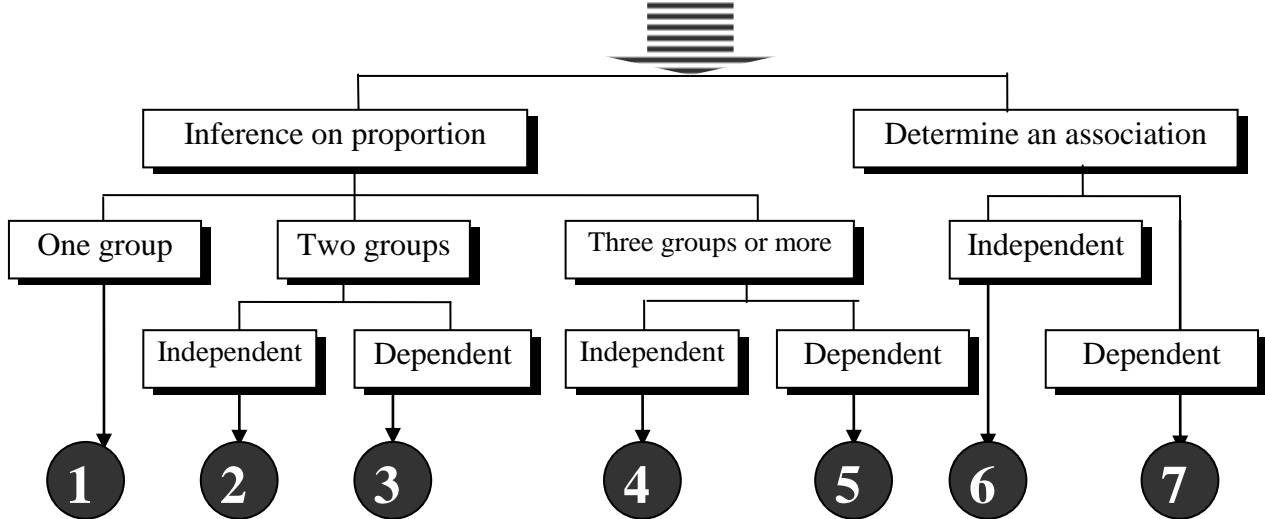 Inference on proportion
Determine an association
One group
Two groups
Three groups or more
Independent
Independent
Dependent
Independent
Dependent
Dependent
1
2
3
4
5
6
7